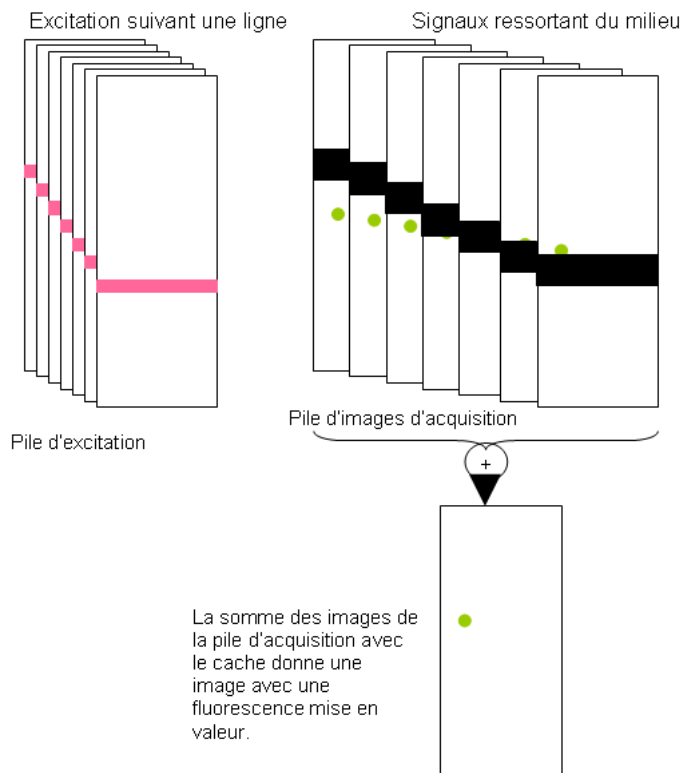 Excitation suivant une ligne
Signaux ressortant du milieu
Pile d'images d'acquisition
Pile d'excitation
+
La somme des images de
la pile d'acquisition avec
le cache donne une
image avec une
fluorescence mise en
valeur.